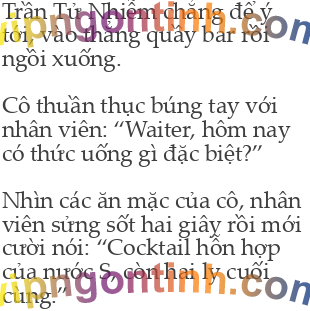 Trần Tử Nhiễm chẳng để ý
tới, vào thẳng quầy bar rồi
ngồi xuống.
Cô thuần thục búng tay với
nhân viên: “Waiter, hôm nay
có thức uống gì đặc biệt?”
Nhìn các ăn mặc của cô, nhân
viên sửng sốt hai giây rồi mới
cười nói: “Cocktail hỗn hợp
của nước S, còn hai ly cuối
cùng.”
vipngontinh.com
vipngontinh.com